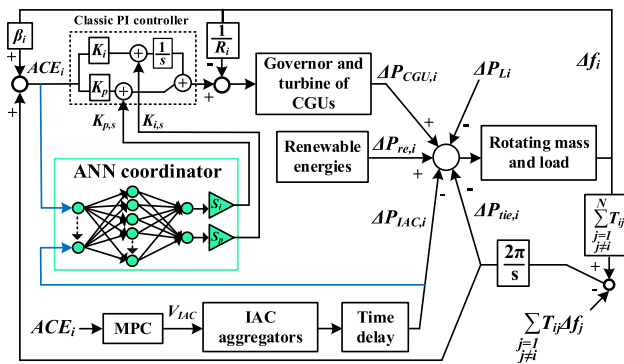 Classic PI controller
β_i
K_i
1/s
1/R_i
Δf_i
+
ACE_i
+
K_p
+
+
+
-
+
Governor and
turbine of
CGUs
ΔP_CGU,i
ΔP_Li
K_p,s
K_i,s
+
-
Renewable
energies
ΔP_re,i
+
Rotating mass
and load
ANN coordinator
S_i
S_p
-
-
ΔP_IAC,i
ΔP_tie,i
N
∑T_ij
j=1
j≠i
2π/s
+
-
ACE_i
MPC
V_IAC
IAC
aggregators
Time
delay
∑T_ijΔf_j
j=1
j≠i